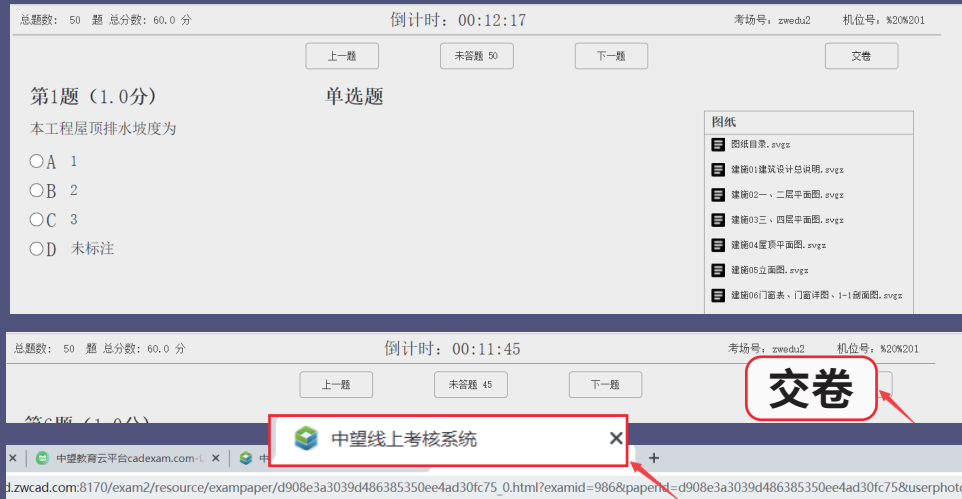 总题数: 50 题 总分数: 60.0 分 倒计时: 00:12:17 考场号: zwedu2 机位号: %20%201
上一题 未答题 50 下一题 交卷
第1题（1.0分） 单选题
本工程屋顶排水坡度为
A 1
B 2
C 3
D 未标注
图纸
图纸目录.svgz
建施01建筑设计总说明.svgz
建施02一、二层平面图.svgz
建施03三、四层平面图.svgz
建施04屋顶平面图.svgz
建施05立面图.svgz
建施06门窗表、门窗详图、1-1剖面图.svgz
总题数: 50 题 总分数: 60.0 分 倒计时: 00:11:45 考场号: zwedu2 机位号: %20%201
上一题 未答题 45 下一题 交卷
第6题（1.0分）
中望线上考核系统
中望教育云平台cadexam.com- 中
.zwcad.com:8170/exam2/resource/exampaper/d908e3a3039d486385350ee4ad30fc75_0.html?examid=986&paperid=d908e3a3039d486385350ee4ad30fc75&userphoto